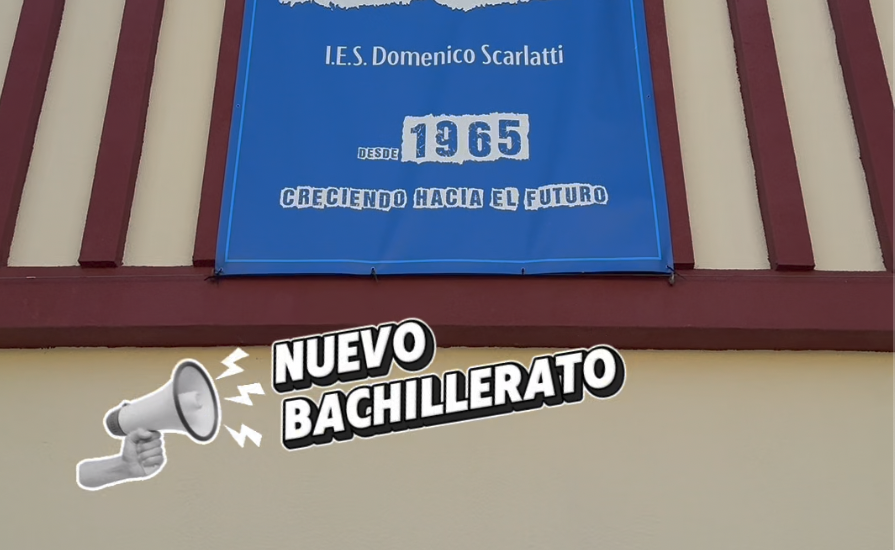 I.E.S. Domenico Scarlatti
DESDE 1965
CRECIENDO HACIA EL FUTURO
NUEVO
BACHILLERATO